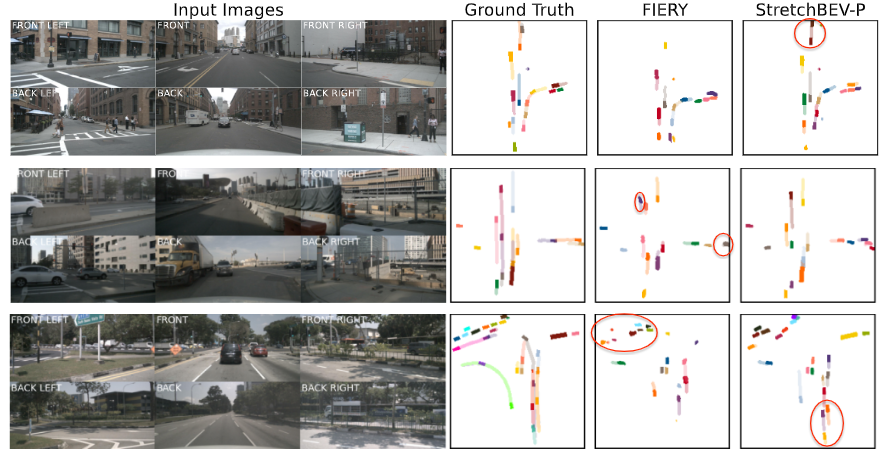 Input Images
Ground Truth
FIERY
StretchBEV-P
FRONT LEFT
FRONT
FRONT RIGHT
BACK LEFT
BACK
BACK RIGHT
FRONT LEFT
FRONT
FRONT RIGHT
BACK LEFT
BACK
BACK RIGHT
FRONT LEFT
FRONT
FRONT RIGHT
BACK LEFT
BACK
BACK RIGHT